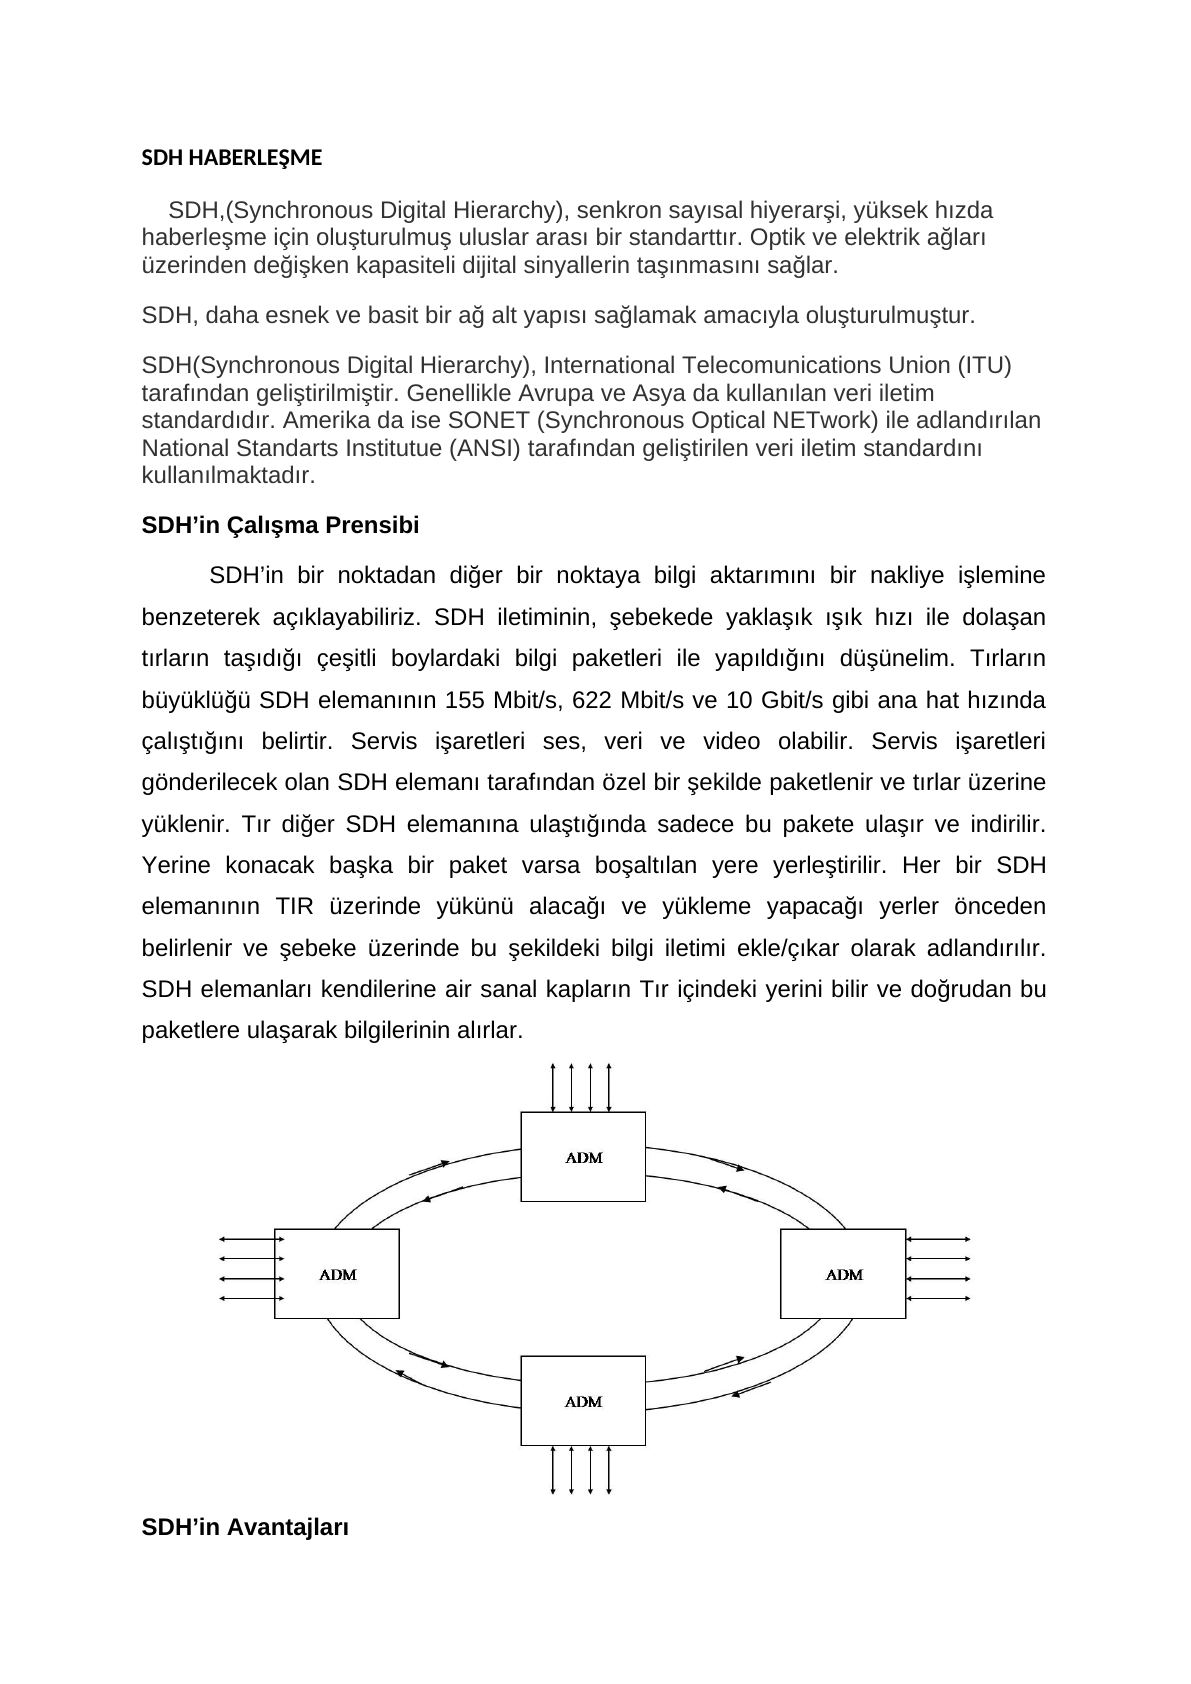 SDH HABERLEŞME
SDH,(Synchronous Digital Hierarchy), senkron sayısal hiyerarşi, yüksek hızda
haberleşme için oluşturulmuş uluslar arası bir standarttır. Optik ve elektrik ağları
üzerinden değişken kapasiteli dijital sinyallerin taşınmasını sağlar.
SDH, daha esnek ve basit bir ağ alt yapısı sağlamak amacıyla oluşturulmuştur.
SDH(Synchronous Digital Hierarchy), International Telecomunications Union (ITU)
tarafından geliştirilmiştir. Genellikle Avrupa ve Asya da kullanılan veri iletim
standardıdır. Amerika da ise SONET (Synchronous Optical NETwork) ile adlandırılan
National Standarts Institutue (ANSI) tarafından geliştirilen veri iletim standardını
kullanılmaktadır.
SDH’in Çalışma Prensibi
SDH’in bir noktadan diğer bir noktaya bilgi aktarımını bir nakliye işlemine
benzeterek açıklayabiliriz. SDH iletiminin, şebekede yaklaşık ışık hızı ile dolaşan
tırların taşıdığı çeşitli boylardaki bilgi paketleri ile yapıldığını düşünelim. Tırların
büyüklüğü SDH elemanının 155 Mbit/s, 622 Mbit/s ve 10 Gbit/s gibi ana hat hızında
çalıştığını belirtir. Servis işaretleri ses, veri ve video olabilir. Servis işaretleri
gönderilecek olan SDH elemanı tarafından özel bir şekilde paketlenir ve tırlar üzerine
yüklenir. Tır diğer SDH elemanına ulaştığında sadece bu pakete ulaşır ve indirilir.
Yerine konacak başka bir paket varsa boşaltılan yere yerleştirilir. Her bir SDH
elemanının TIR üzerinde yükünü alacağı ve yükleme yapacağı yerler önceden
belirlenir ve şebeke üzerinde bu şekildeki bilgi iletimi ekle/çıkar olarak adlandırılır.
SDH elemanları kendilerine air sanal kapların Tır içindeki yerini bilir ve doğrudan bu
paketlere ulaşarak bilgilerinin alırlar.
ADM
ADM
ADM
ADM
SDH’in Avantajları